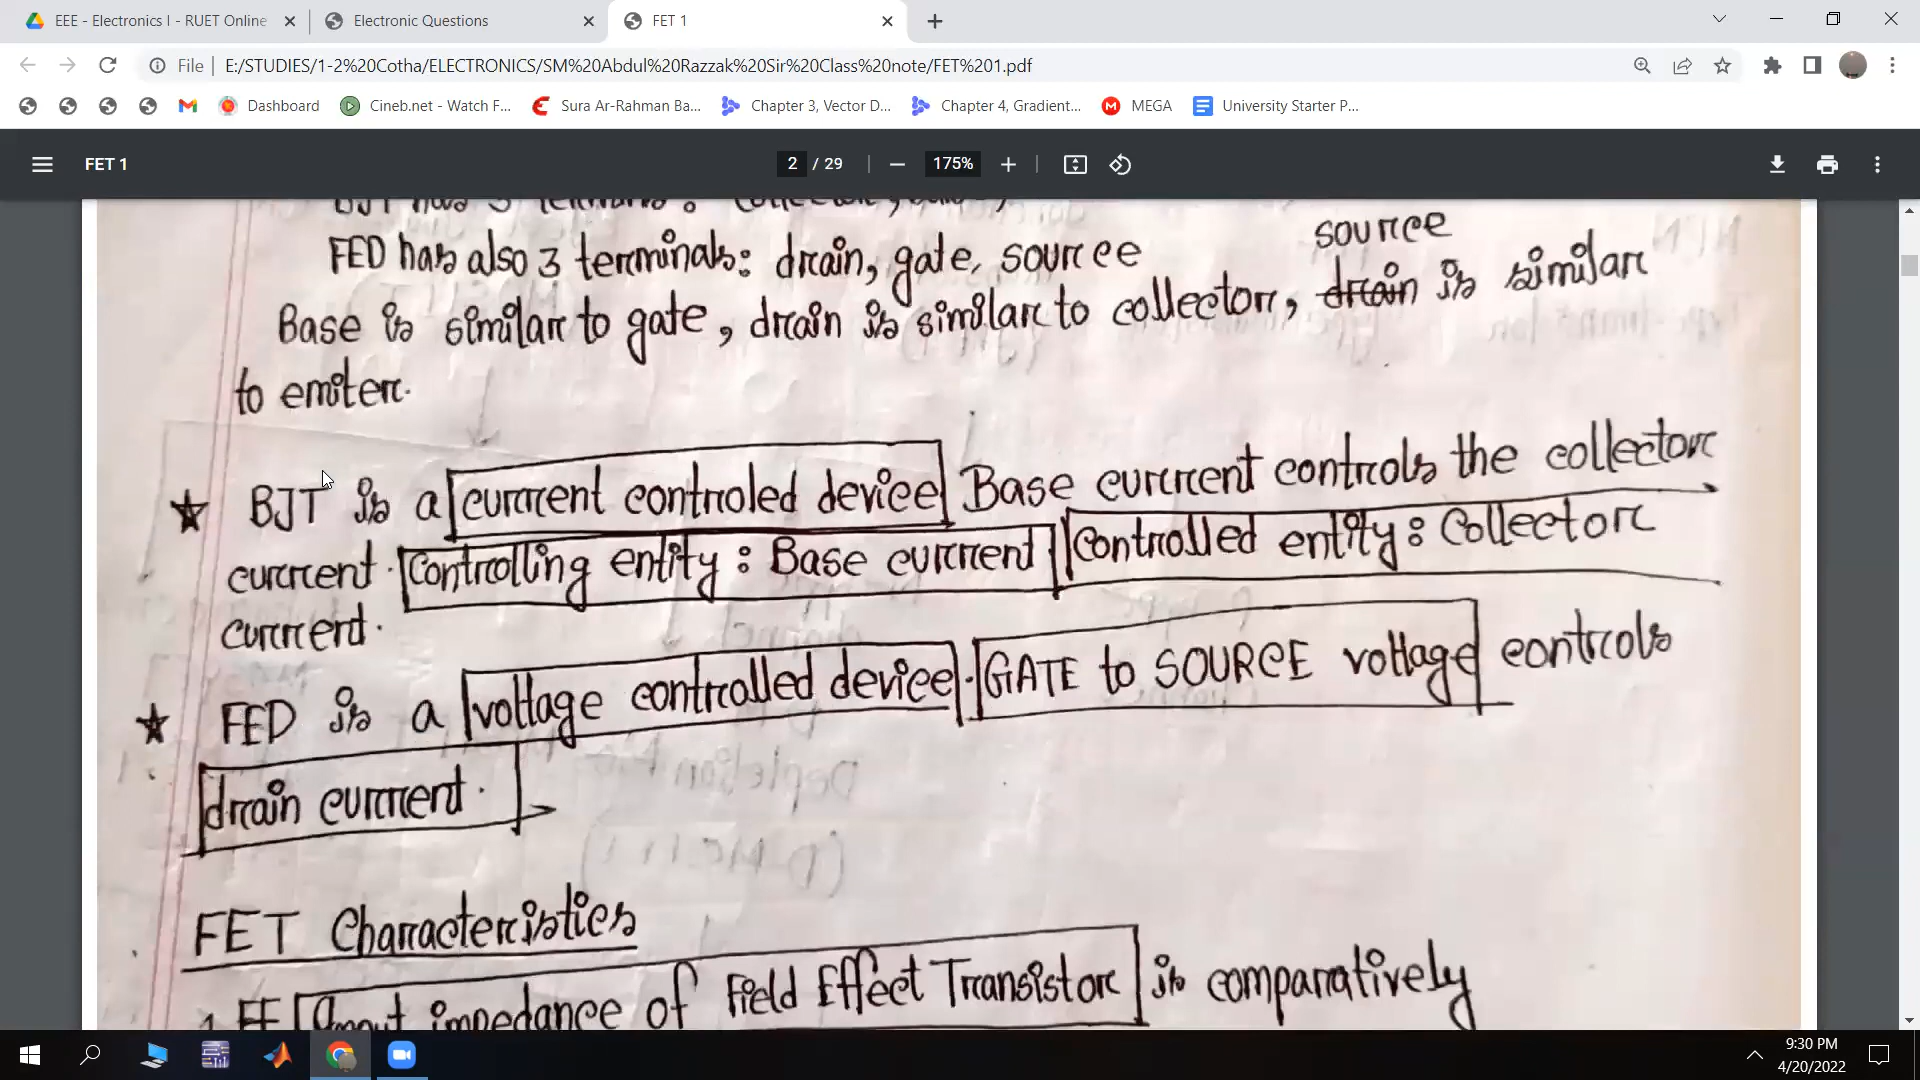 EEE - Electronics I - RUET Online
Electronic Questions
FET 1
File
E:/STUDIES/1-2%20Cotha/ELECTRONICS/SM%20Abdul%20Razzak%20Sir%20Class%20note/FET%201.pdf
Dashboard
Cineb.net - Watch F...
Sura Ar-Rahman Ba...
Chapter 3, Vector D...
Chapter 4, Gradient...
MEGA
University Starter P...
FET 1
2 / 29
175%
BJT has 3
FED has also 3 terminals: drain, gate, source
source
Base is similar to gate, drain is similar to collector, drain is similar
to emiter.
BJT is a current controled device Base current controls the collector
current. Controlling entity: Base current Controlled entity: Collector
current.
FED is a voltage controlled device. GATE to SOURCE voltage controls
drain current.
FET Characteristics
impedance of Field Effect Transistor is comparatively
9:30 PM
4/20/2022